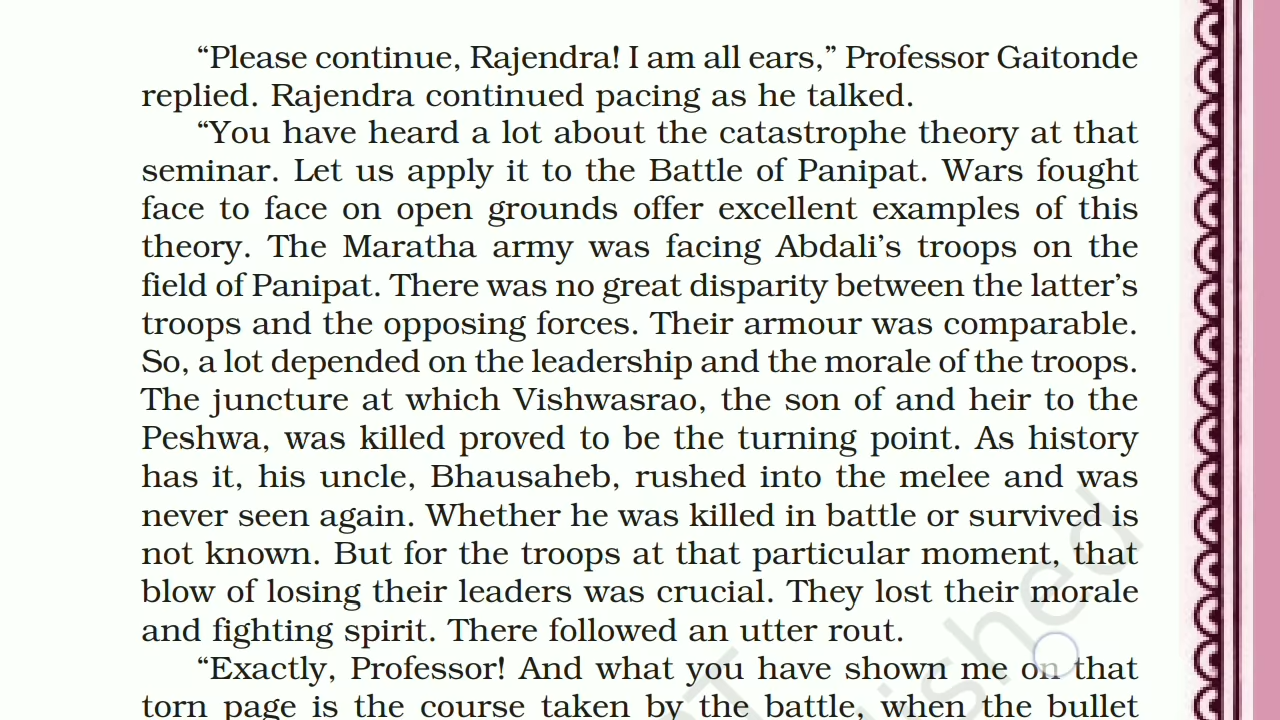 “Please continue, Rajendra! I am all ears,” Professor Gaitonde
replied. Rajendra continued pacing as he talked.
“You have heard a lot about the catastrophe theory at that
seminar. Let us apply it to the Battle of Panipat. Wars fought
face to face on open grounds offer excellent examples of this
theory. The Maratha army was facing Abdali’s troops on the
field of Panipat. There was no great disparity between the latter’s
troops and the opposing forces. Their armour was comparable.
So, a lot depended on the leadership and the morale of the troops.
The juncture at which Vishwasrao, the son of and heir to the
Peshwa, was killed proved to be the turning point. As history
has it, his uncle, Bhausaheb, rushed into the melee and was
never seen again. Whether he was killed in battle or survived is
not known. But for the troops at that particular moment, that
blow of losing their leaders was crucial. They lost their morale
and fighting spirit. There followed an utter rout.
“Exactly, Professor! And what you have shown me on that
torn page is the course taken by the battle, when the bullet